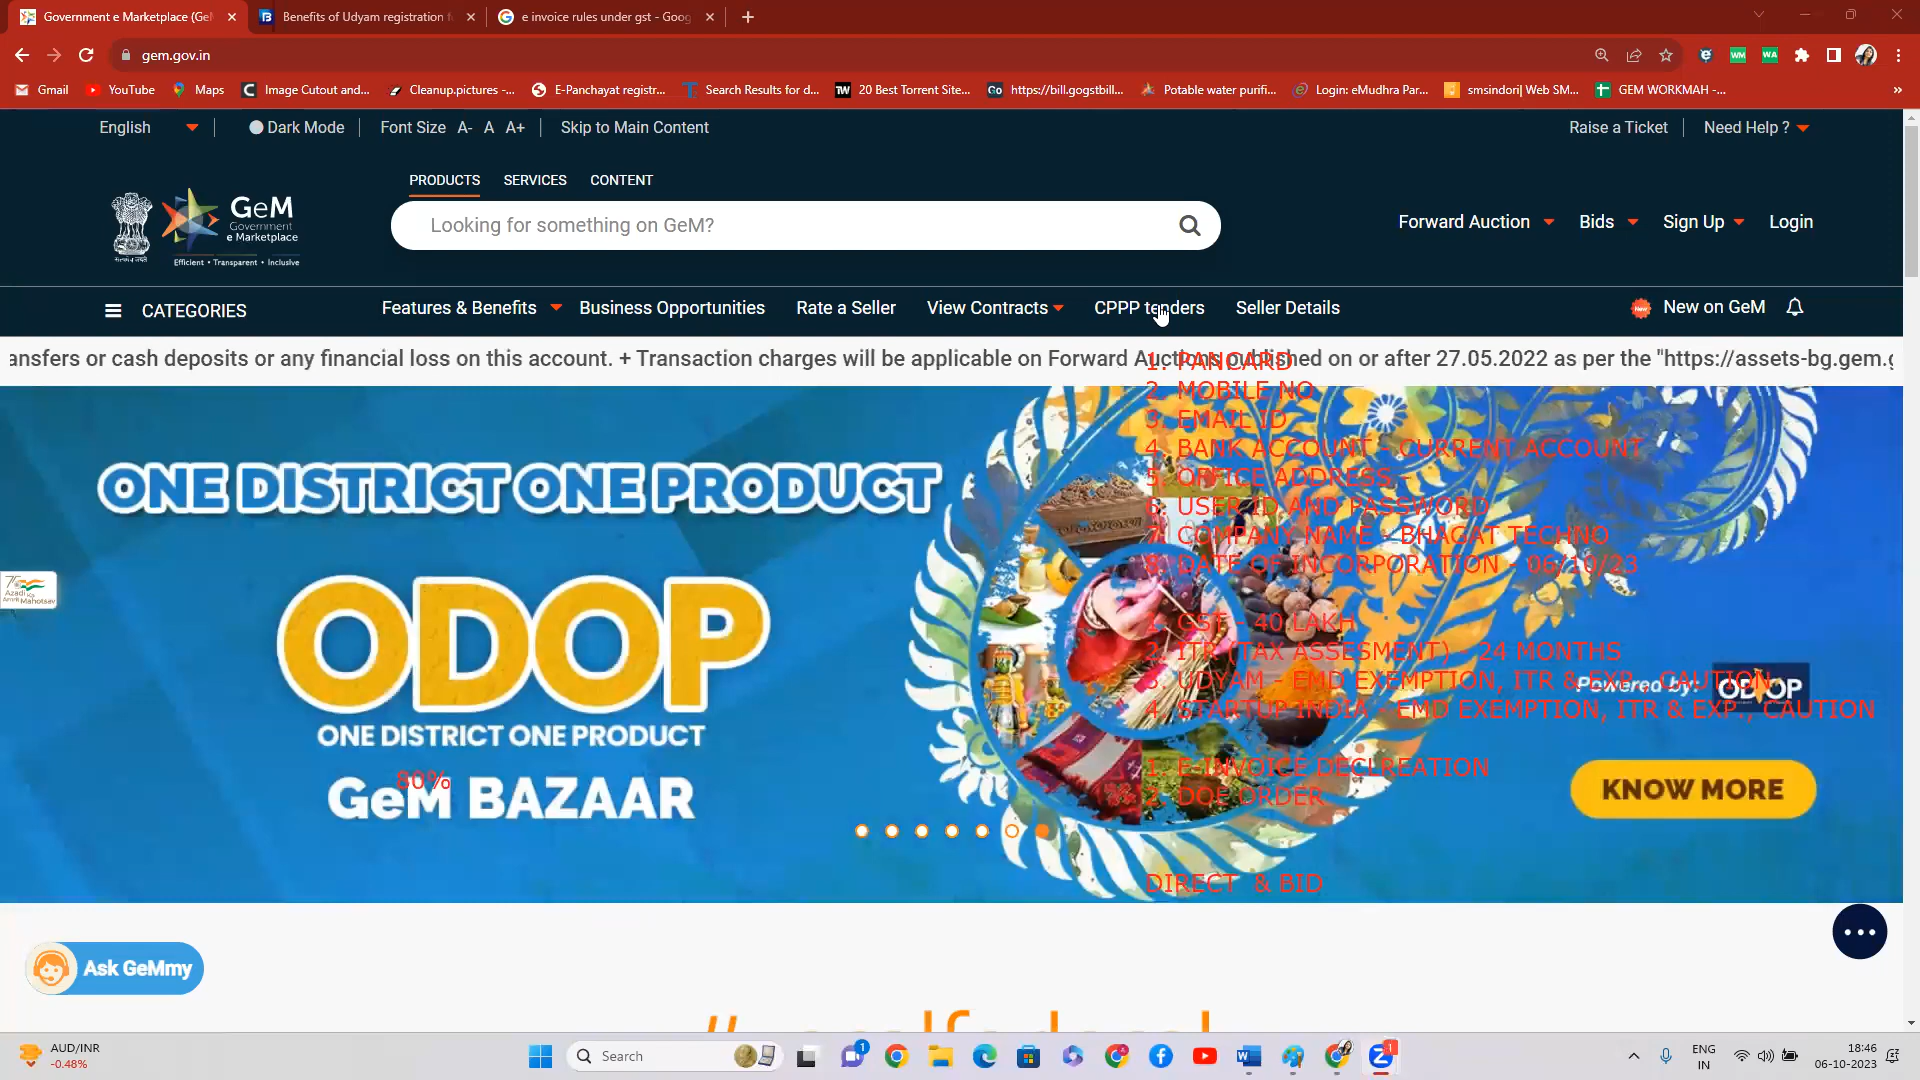 Government e Marketplace (GeM
Benefits of Udyam registration f
e invoice rules under gst - Goog
gem.gov.in
Gmail
YouTube
Maps
Image Cutout and...
Cleanup.pictures -...
E-Panchayat registr...
Search Results for d...
20 Best Torrent Site...
https://bill.gogstbill...
Potable water purifi...
Login: eMudhra Par...
smsindori| Web SM...
GEM WORKMAH -...
»
English
Dark Mode
Font Size A- A A+
Skip to Main Content
Raise a Ticket
Need Help ?
PRODUCTS SERVICES CONTENT
सत्यमेव जयते
GeM
Government
e Marketplace
Efficient • Transparent • Inclusive
Looking for something on GeM?
Forward Auction
Bids
Sign Up
Login
CATEGORIES
Features & Benefits
Business Opportunities
Rate a Seller
View Contracts
CPPP tenders
Seller Details
New on GeM
ansfers or cash deposits or any financial loss on this account. + Transaction charges will be applicable on Forward Auctions published on or after 27.05.2022 as per the "https://assets-bg.gem.g
1. PANCARD
2. MOBILE NO
3. EMAIL ID
4. BANK ACCOUNT - CURRENT ACCOUNT
5. OFFICE ADDRESS -
6. USER ID AND PASSWORD
7. COMPANY NAME - BHAGAT TECHNO
8. DATE OF INCORPORATION - 06/10/23
1. GST - 40 LAKH
2. ITR (TAX ASSESMENT) - 24 MONTHS
3. UDYAM - EMD EXEMPTION, ITR & EXP., CAUTION
4. STARTUP INDIA - EMD EXEMPTION, ITR & EXP., CAUTION
1. E-INVOICE DECLREATION
2. DOE ORDER
DIRECT & BID
ONE DISTRICT ONE PRODUCT
ODOP
ONE DISTRICT ONE PRODUCT
GeM BAZAAR
80%
Azadi Ka
Amrit Mahotsav
Powered by:
ODOP
KNOW MORE
Ask GeMmy
AUD/INR
-0.48%
Search
ENG
IN
18:46
06-10-2023